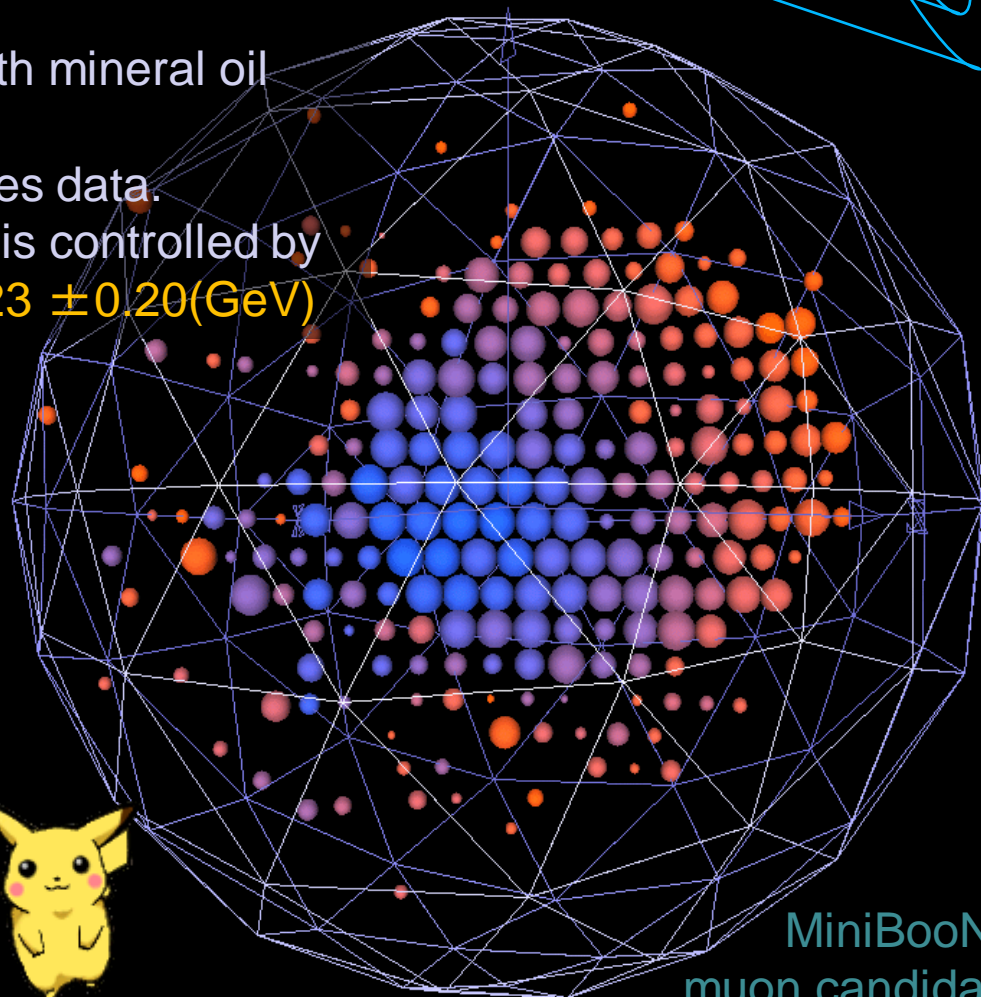 th mineral oil
es data.
is controlled by
23 ±0.20(GeV)
MiniBooN
muon candida